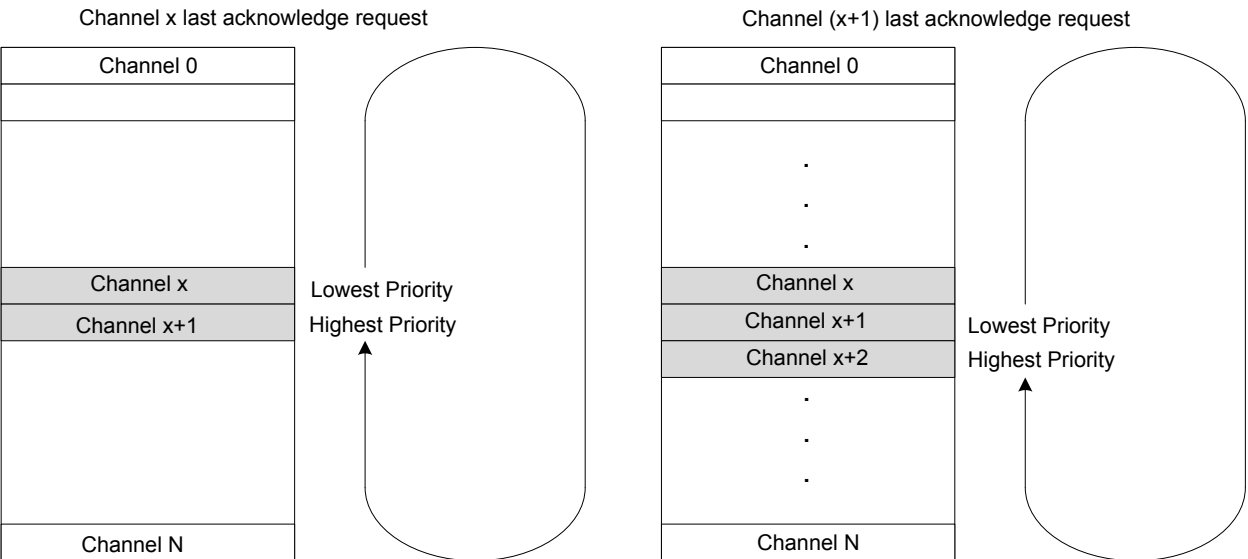 Channel x last acknowledge request
Channel 0
Channel x
Lowest Priority
Channel x+1
Highest Priority
Channel N
Channel (x+1) last acknowledge request
Channel 0
.
.
.
Channel x
Channel x+1
Lowest Priority
Channel x+2
Highest Priority
.
.
.
Channel N